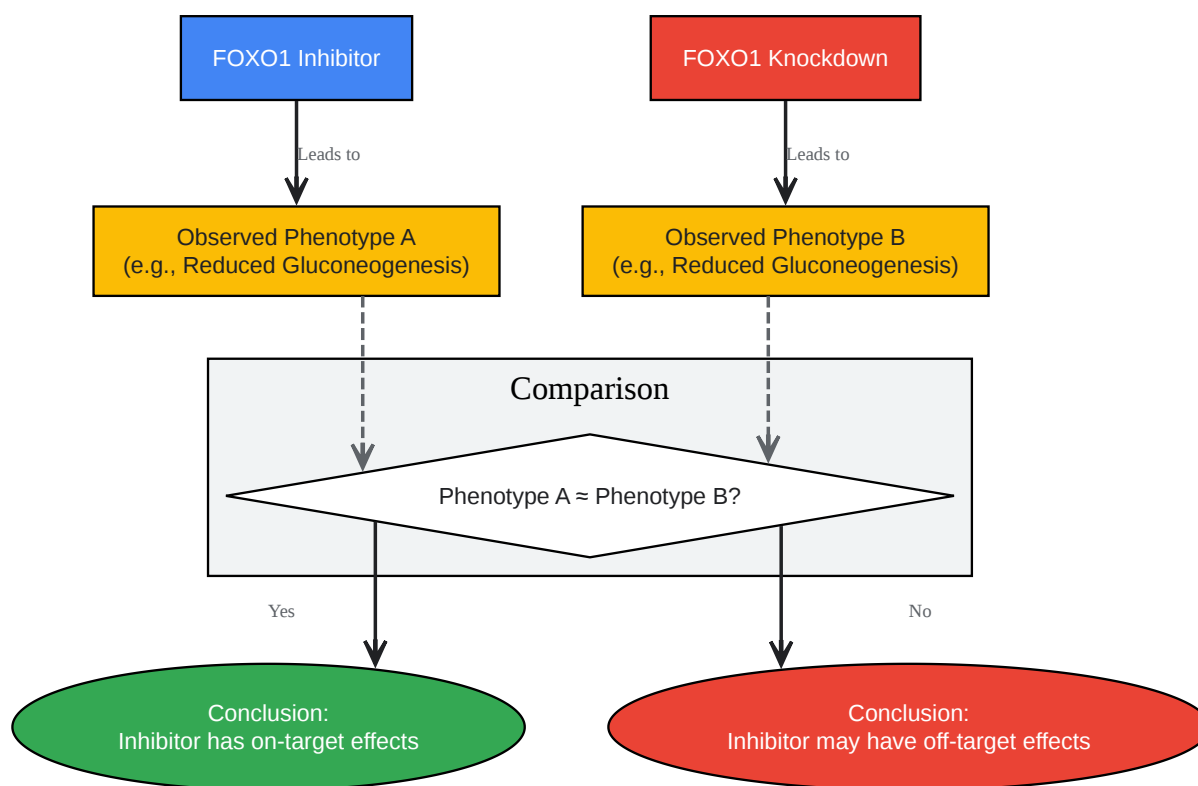 FOXO1 Inhibitor
FOXO1 Knockdown
Leads to
Leads to
Observed Phenotype A
(e.g., Reduced Gluconeogenesis)
Observed Phenotype B
(e.g., Reduced Gluconeogenesis)
Comparison
Phenotype A ≈ Phenotype B?
Yes
No
Conclusion:
Inhibitor has on-target effects
Conclusion:
Inhibitor may have off-target effects